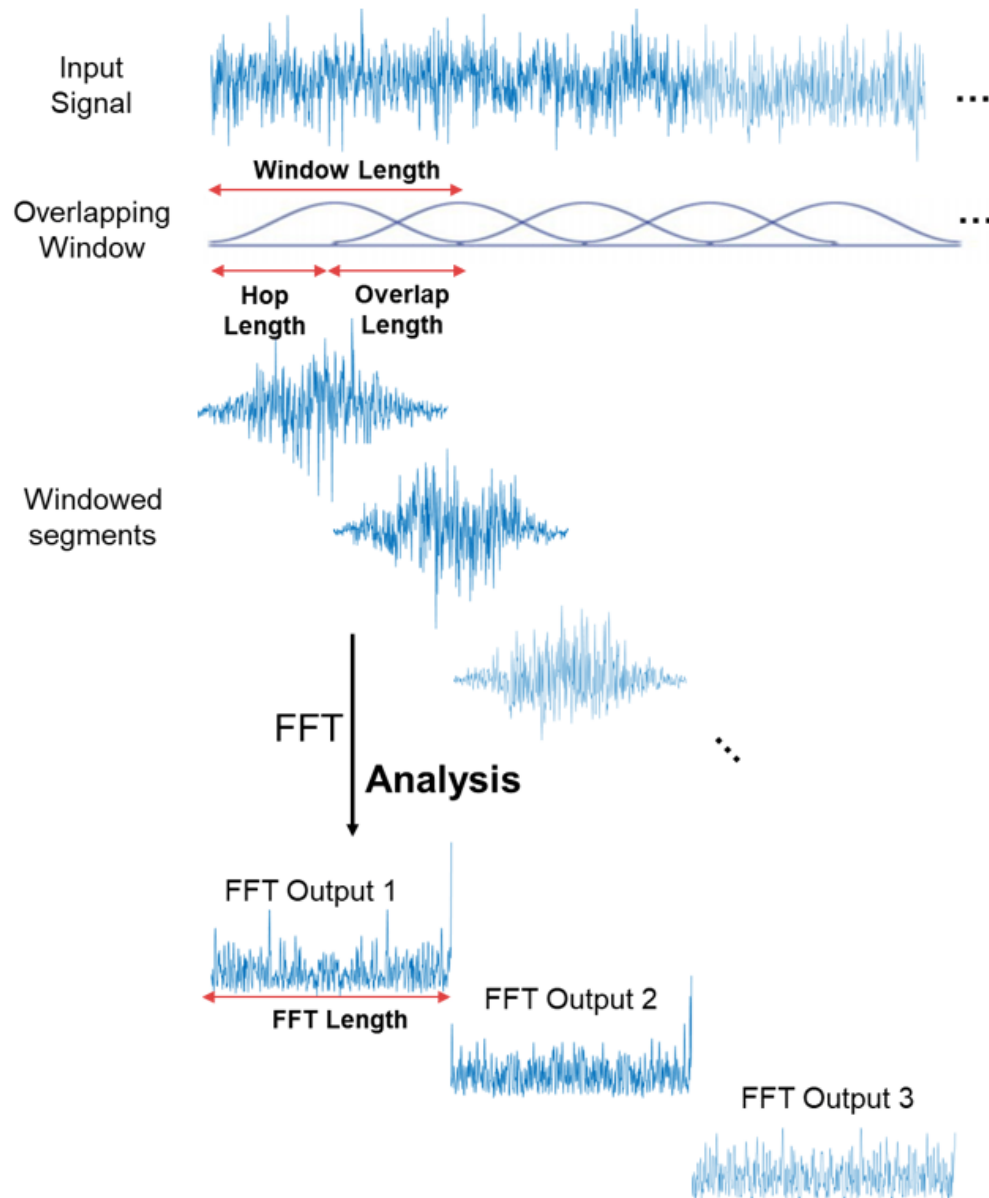 Input
Signal
...
Window Length
Overlapping
Window
...
Hop
Length
Overlap
Length
Windowed
segments
...
FFT
Analysis
FFT Output 1
FFT Length
FFT Output 2
FFT Output 3